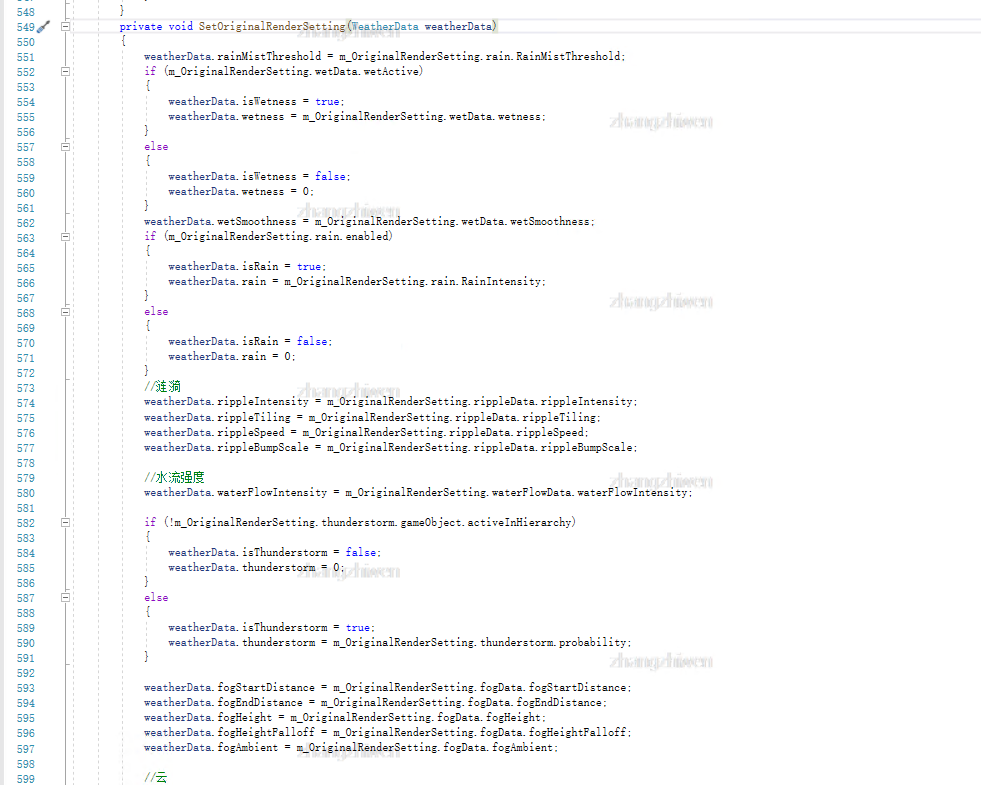 548 }
549 private void SetOriginalRenderSetting(WeatherData weatherData)
550 {
551 weatherData.rainMistThreshold = m_OriginalRenderSetting.rain.RainMistThreshold;
552 if (m_OriginalRenderSetting.wetData.wetActive)
553 {
554 weatherData.isWetness = true;
555 weatherData.wetness = m_OriginalRenderSetting.wetData.wetness;
zhangzhiwen
556 }
557 else
558 {
559 weatherData.isWetness = false;
560 weatherData.wetness = 0;
561 }
zhangzhiwen
562 weatherData.wetSmoothness = m_OriginalRenderSetting.wetData.wetSmoothness;
563 if (m_OriginalRenderSetting.rain.enabled)
564 {
565 weatherData.isRain = true;
566 weatherData.rain = m_OriginalRenderSetting.rain.RainIntensity;
567 }
zhangzhiwen
568 else
569 {
570 weatherData.isRain = false;
571 weatherData.rain = 0;
572 }
573 //涟漪
zhangzhiwen
574 weatherData.rippleIntensity = m_OriginalRenderSetting.rippleData.rippleIntensity;
575 weatherData.rippleTiling = m_OriginalRenderSetting.rippleData.rippleTiling;
576 weatherData.rippleSpeed = m_OriginalRenderSetting.rippleData.rippleSpeed;
577 weatherData.rippleBumpScale = m_OriginalRenderSetting.rippleData.rippleBumpScale;
578
579 //水流强度
zhangzhiwen
580 weatherData.waterFlowIntensity = m_OriginalRenderSetting.waterFlowData.waterFlowIntensity;
581
582 if (!m_OriginalRenderSetting.thunderstorm.gameObject.activeInHierarchy)
583 {
584 weatherData.isThunderstorm = false;
585 weatherData.thunderstorm = 0;
zhangzhiwen
586 }
587 else
588 {
589 weatherData.isThunderstorm = true;
590 weatherData.thunderstorm = m_OriginalRenderSetting.thunderstorm.probability;
591 }
zhangzhiwen
592
593 weatherData.fogStartDistance = m_OriginalRenderSetting.fogData.fogStartDistance;
594 weatherData.fogEndDistance = m_OriginalRenderSetting.fogData.fogEndDistance;
595 weatherData.fogHeight = m_OriginalRenderSetting.fogData.fogHeight;
596 weatherData.fogHeightFalloff = m_OriginalRenderSetting.fogData.fogHeightFalloff;
597 weatherData.fogAmbient = m_OriginalRenderSetting.fogData.fogAmbient;
zhangzhiwen
598
599 //云